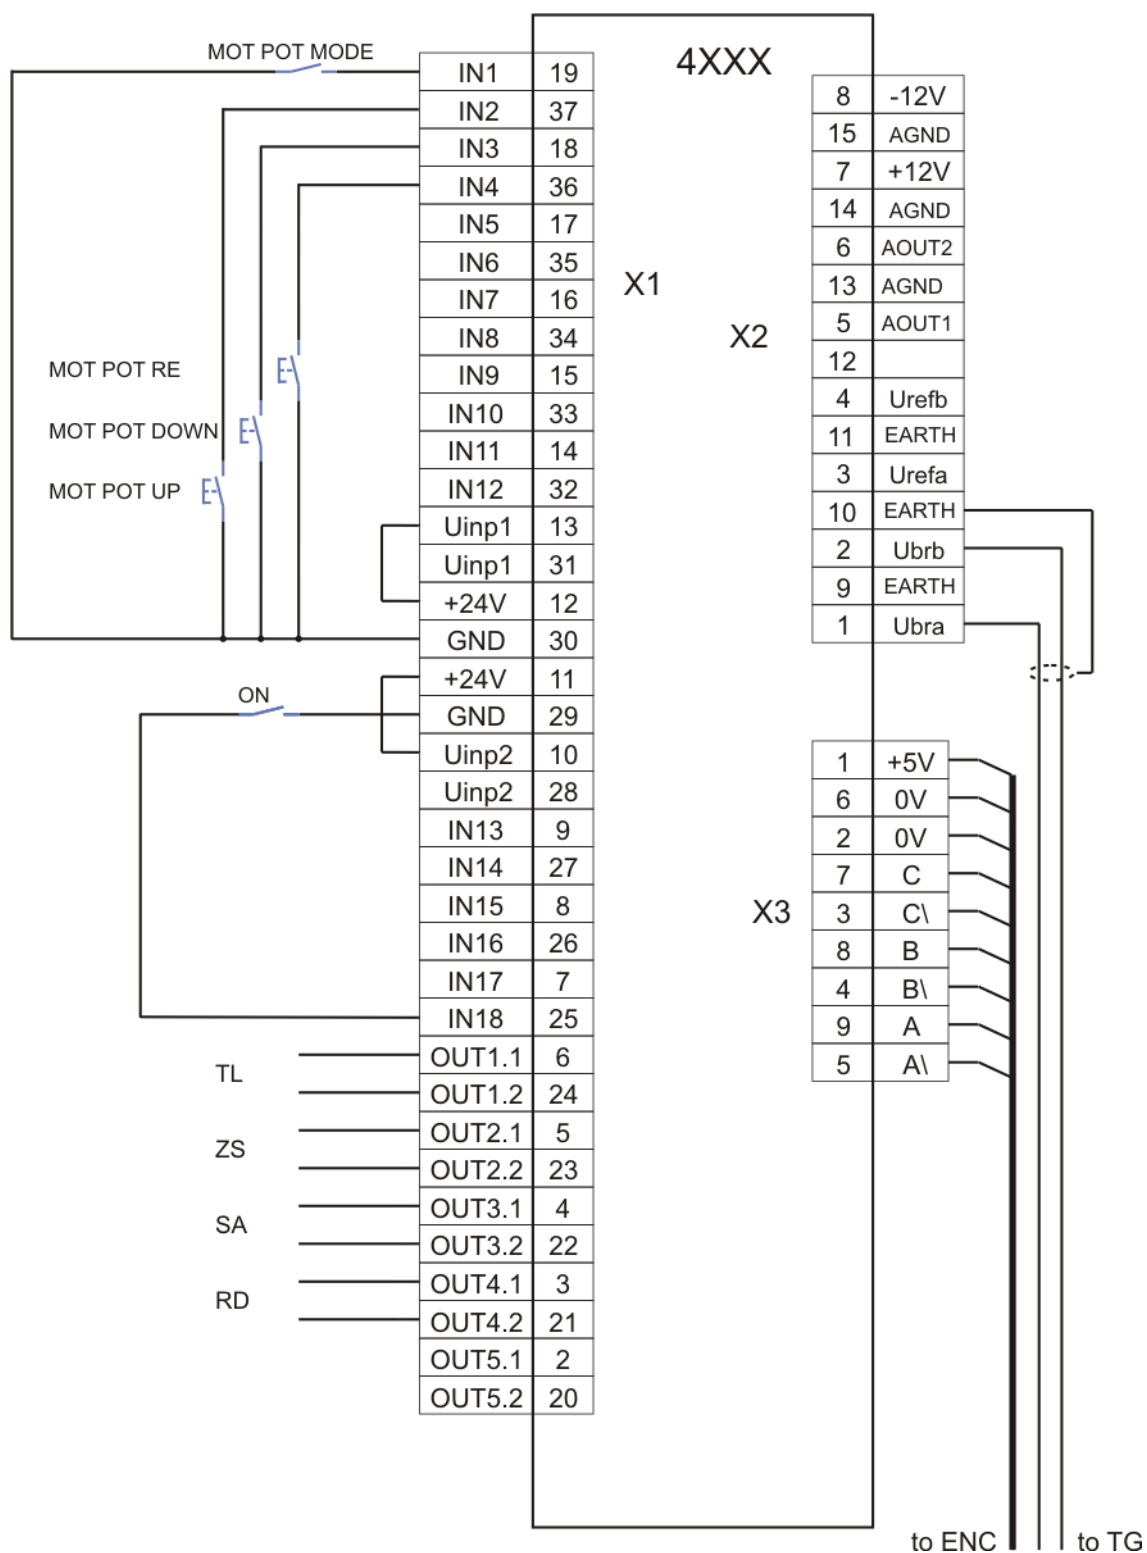 MOT POT MODE
4XXX
IN1 19
IN2 37
IN3 18
IN4 36
IN5 17
IN6 35
IN7 16
IN8 34
IN9 15
IN10 33
IN11 14
IN12 32
Uinp1 13
Uinp1 31
+24V 12
GND 30
+24V 11
GND 29
Uinp2 10
Uinp2 28
IN13 9
IN14 27
IN15 8
IN16 26
IN17 7
IN18 25
OUT1.1 6
OUT1.2 24
OUT2.1 5
OUT2.2 23
OUT3.1 4
OUT3.2 22
OUT4.1 3
OUT4.2 21
OUT5.1 2
OUT5.2 20
MOT POT RE
MOT POT DOWN
MOT POT UP
ON
TL
ZS
SA
RD
X1
X2
8 -12V
15 AGND
7 +12V
14 AGND
6 AOUT2
13 AGND
5 AOUT1
12
4 Urefb
11 EARTH
3 Urefa
10 EARTH
2 Ubrb
9 EARTH
1 Ubra
X3
1 +5V
6 0V
2 0V
7 C
3 C\
8 B
4 B\
9 A
5 A\
to ENC
to TG